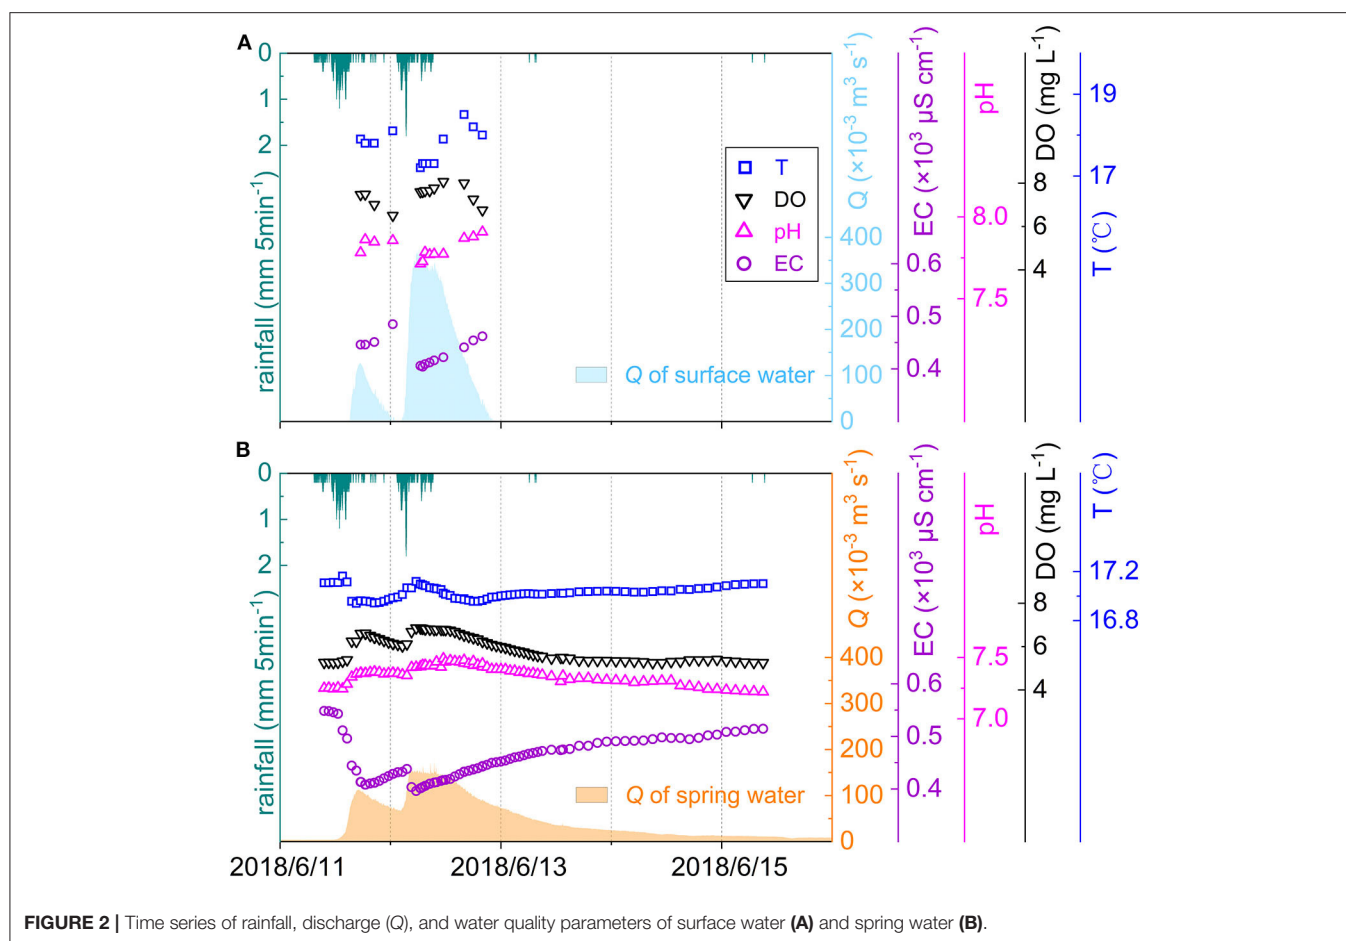 A
0
1
2
rainfall (mm 5min⁻¹)
T
DO
pH
EC
Q of surface water
Q (×10⁻³ m³ s⁻¹)
400
300
200
100
0
EC (×10³ µS cm⁻¹)
0.6
0.5
0.4
pH
8.0
7.5
DO (mg L⁻¹)
8
6
4
19
17
T (℃)
B
0
1
2
rainfall (mm 5min⁻¹)
Q of spring water
Q (×10⁻³ m³ s⁻¹)
400
300
200
100
0
EC (×10³ µS cm⁻¹)
0.6
0.5
0.4
pH
7.5
7.0
DO (mg L⁻¹)
8
6
4
T (℃)
17.2
16.8
2018/6/11 2018/6/13 2018/6/15
FIGURE 2 | Time series of rainfall, discharge (Q), and water quality parameters of surface water (A) and spring water (B).